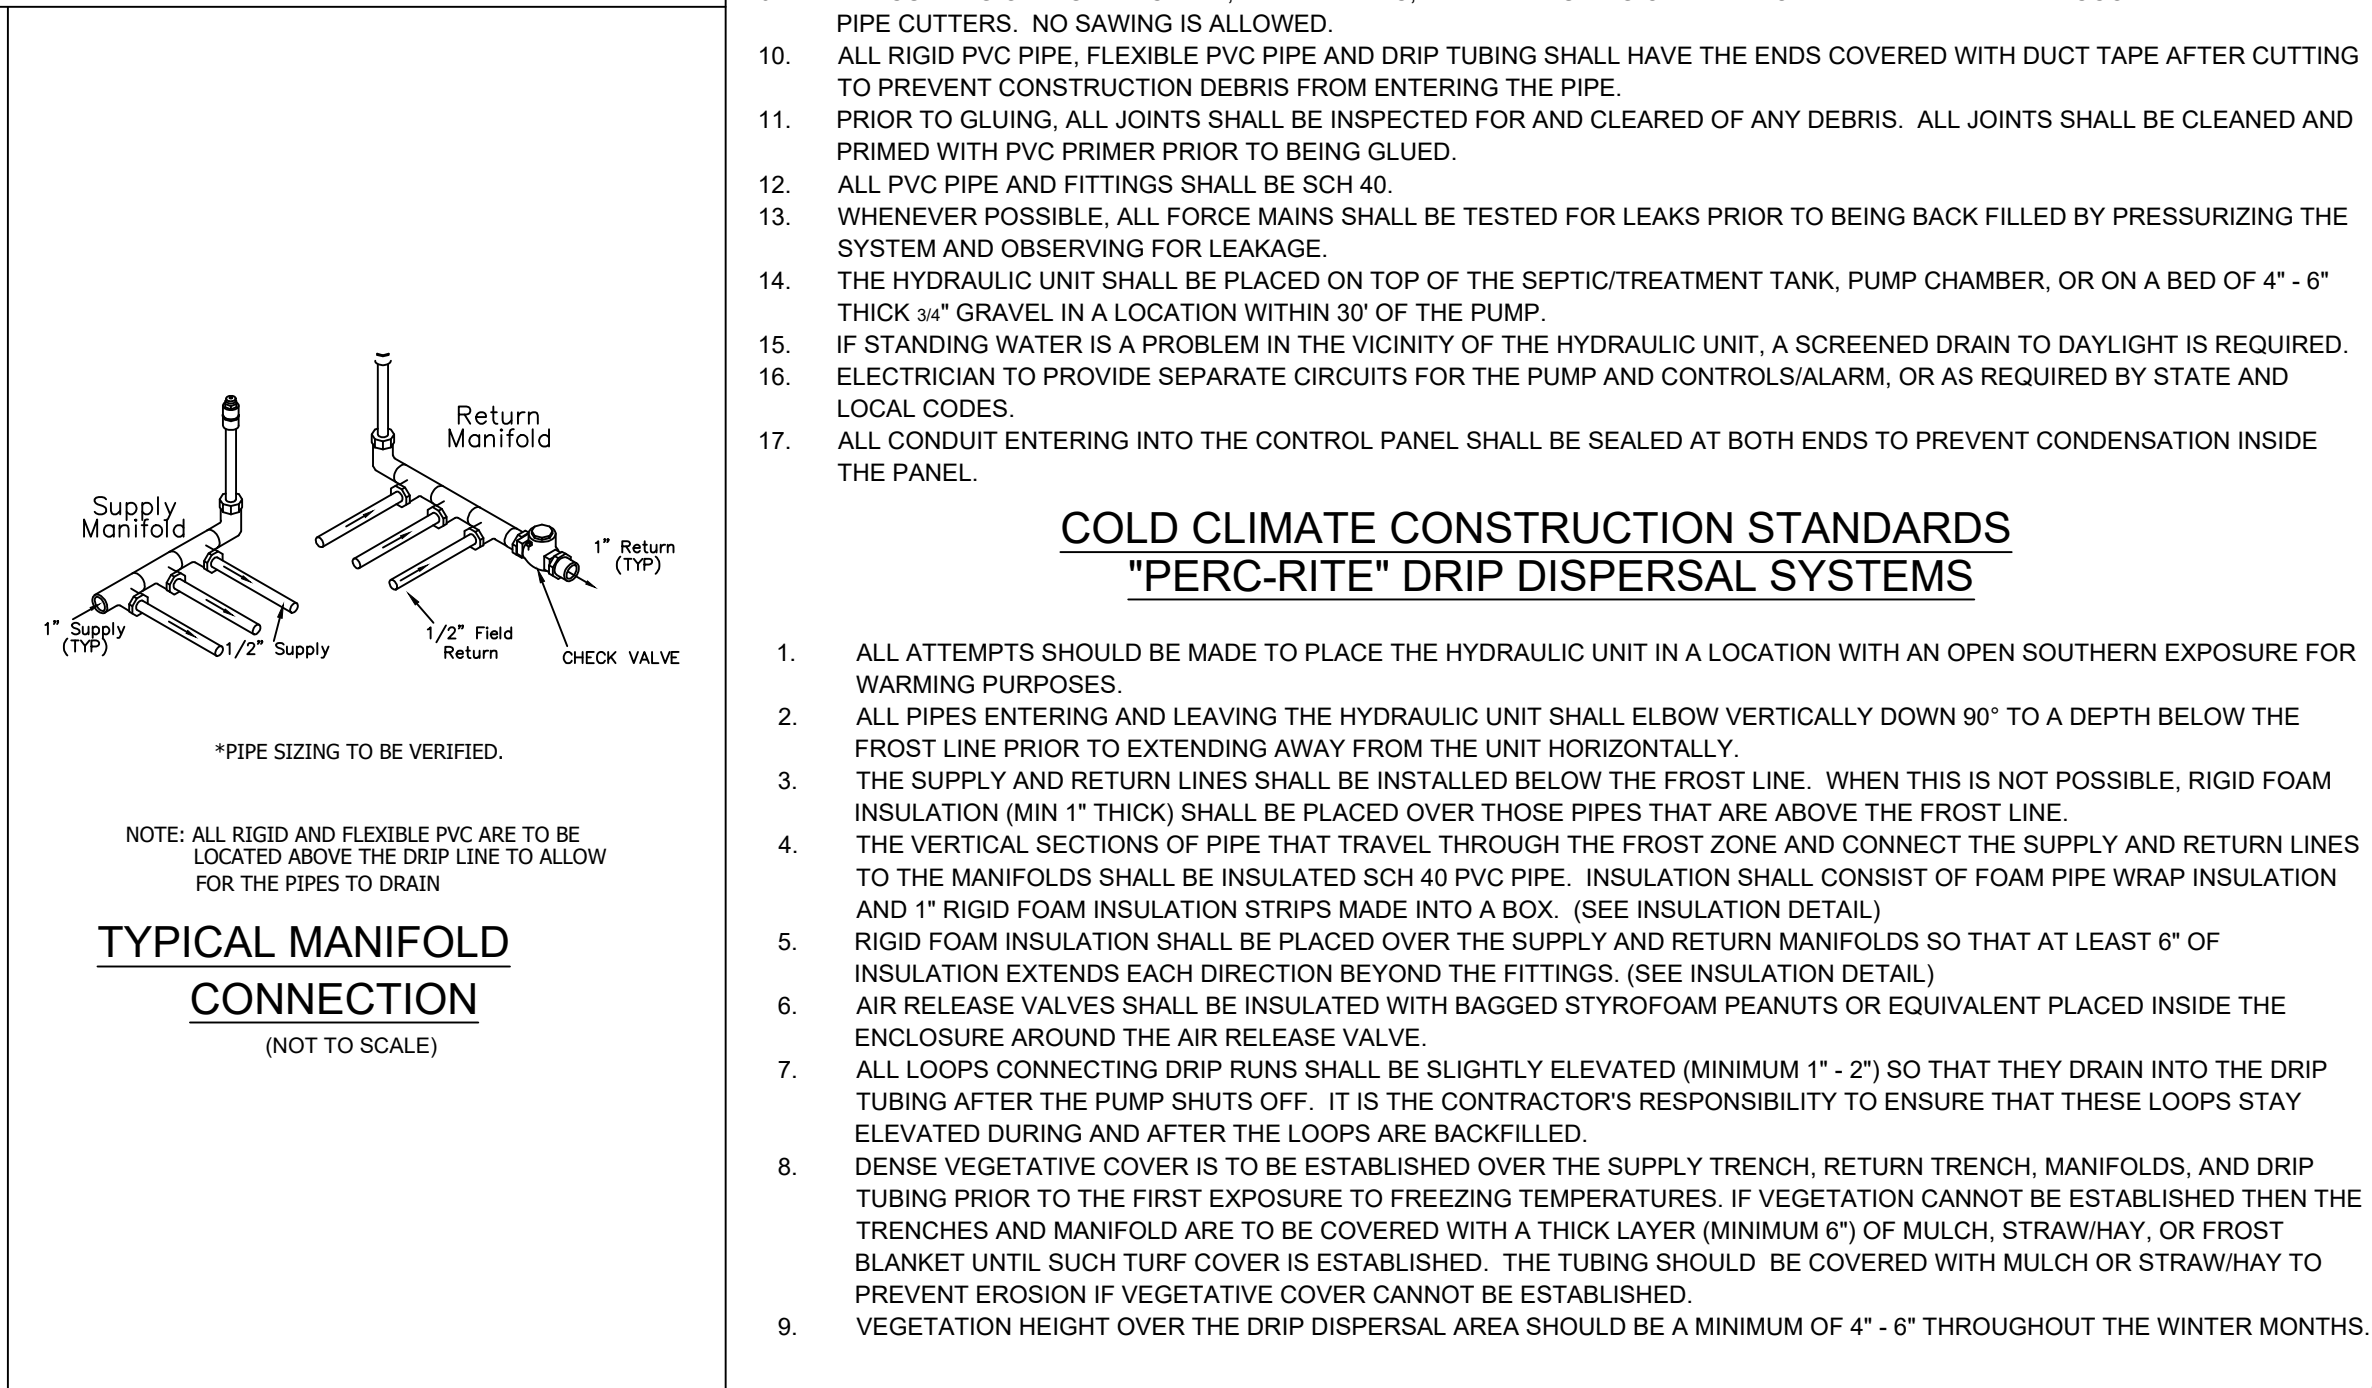 PIPE CUTTERS. NO SAWING IS ALLOWED.
10. ALL RIGID PVC PIPE, FLEXIBLE PVC PIPE AND DRIP TUBING SHALL HAVE THE ENDS COVERED WITH DUCT TAPE AFTER CUTTING
TO PREVENT CONSTRUCTION DEBRIS FROM ENTERING THE PIPE.
11. PRIOR TO GLUING, ALL JOINTS SHALL BE INSPECTED FOR AND CLEARED OF ANY DEBRIS. ALL JOINTS SHALL BE CLEANED AND
PRIMED WITH PVC PRIMER PRIOR TO BEING GLUED.
12. ALL PVC PIPE AND FITTINGS SHALL BE SCH 40.
13. WHENEVER POSSIBLE, ALL FORCE MAINS SHALL BE TESTED FOR LEAKS PRIOR TO BEING BACK FILLED BY PRESSURIZING THE
SYSTEM AND OBSERVING FOR LEAKAGE.
14. THE HYDRAULIC UNIT SHALL BE PLACED ON TOP OF THE SEPTIC/TREATMENT TANK, PUMP CHAMBER, OR ON A BED OF 4" - 6"
THICK 3/4" GRAVEL IN A LOCATION WITHIN 30' OF THE PUMP.
15. IF STANDING WATER IS A PROBLEM IN THE VICINITY OF THE HYDRAULIC UNIT, A SCREENED DRAIN TO DAYLIGHT IS REQUIRED.
16. ELECTRICIAN TO PROVIDE SEPARATE CIRCUITS FOR THE PUMP AND CONTROLS/ALARM, OR AS REQUIRED BY STATE AND
LOCAL CODES.
17. ALL CONDUIT ENTERING INTO THE CONTROL PANEL SHALL BE SEALED AT BOTH ENDS TO PREVENT CONDENSATION INSIDE
THE PANEL.
COLD CLIMATE CONSTRUCTION STANDARDS
"PERC-RITE" DRIP DISPERSAL SYSTEMS
1. ALL ATTEMPTS SHOULD BE MADE TO PLACE THE HYDRAULIC UNIT IN A LOCATION WITH AN OPEN SOUTHERN EXPOSURE FOR
WARMING PURPOSES.
2. ALL PIPES ENTERING AND LEAVING THE HYDRAULIC UNIT SHALL ELBOW VERTICALLY DOWN 90° TO A DEPTH BELOW THE
FROST LINE PRIOR TO EXTENDING AWAY FROM THE UNIT HORIZONTALLY.
3. THE SUPPLY AND RETURN LINES SHALL BE INSTALLED BELOW THE FROST LINE. WHEN THIS IS NOT POSSIBLE, RIGID FOAM
INSULATION (MIN 1" THICK) SHALL BE PLACED OVER THOSE PIPES THAT ARE ABOVE THE FROST LINE.
4. THE VERTICAL SECTIONS OF PIPE THAT TRAVEL THROUGH THE FROST ZONE AND CONNECT THE SUPPLY AND RETURN LINES
TO THE MANIFOLDS SHALL BE INSULATED SCH 40 PVC PIPE. INSULATION SHALL CONSIST OF FOAM PIPE WRAP INSULATION
AND 1" RIGID FOAM INSULATION STRIPS MADE INTO A BOX. (SEE INSULATION DETAIL)
5. RIGID FOAM INSULATION SHALL BE PLACED OVER THE SUPPLY AND RETURN MANIFOLDS SO THAT AT LEAST 6" OF
INSULATION EXTENDS EACH DIRECTION BEYOND THE FITTINGS. (SEE INSULATION DETAIL)
6. AIR RELEASE VALVES SHALL BE INSULATED WITH BAGGED STYROFOAM PEANUTS OR EQUIVALENT PLACED INSIDE THE
ENCLOSURE AROUND THE AIR RELEASE VALVE.
7. ALL LOOPS CONNECTING DRIP RUNS SHALL BE SLIGHTLY ELEVATED (MINIMUM 1" - 2") SO THAT THEY DRAIN INTO THE DRIP
TUBING AFTER THE PUMP SHUTS OFF. IT IS THE CONTRACTOR'S RESPONSIBILITY TO ENSURE THAT THESE LOOPS STAY
ELEVATED DURING AND AFTER THE LOOPS ARE BACKFILLED.
8. DENSE VEGETATIVE COVER IS TO BE ESTABLISHED OVER THE SUPPLY TRENCH, RETURN TRENCH, MANIFOLDS, AND DRIP
TUBING PRIOR TO THE FIRST EXPOSURE TO FREEZING TEMPERATURES. IF VEGETATION CANNOT BE ESTABLISHED THEN THE
TRENCHES AND MANIFOLD ARE TO BE COVERED WITH A THICK LAYER (MINIMUM 6") OF MULCH, STRAW/HAY, OR FROST
BLANKET UNTIL SUCH TURF COVER IS ESTABLISHED. THE TUBING SHOULD BE COVERED WITH MULCH OR STRAW/HAY TO
PREVENT EROSION IF VEGETATIVE COVER CANNOT BE ESTABLISHED.
9. VEGETATION HEIGHT OVER THE DRIP DISPERSAL AREA SHOULD BE A MINIMUM OF 4" - 6" THROUGHOUT THE WINTER MONTHS.
Return
Manifold
Supply
Manifold
1" Return
(TYP)
1" Supply
(TYP)
1/2" Supply
1/2" Field
Return
CHECK VALVE
*PIPE SIZING TO BE VERIFIED.
NOTE: ALL RIGID AND FLEXIBLE PVC ARE TO BE
LOCATED ABOVE THE DRIP LINE TO ALLOW
FOR THE PIPES TO DRAIN
TYPICAL MANIFOLD
CONNECTION
(NOT TO SCALE)